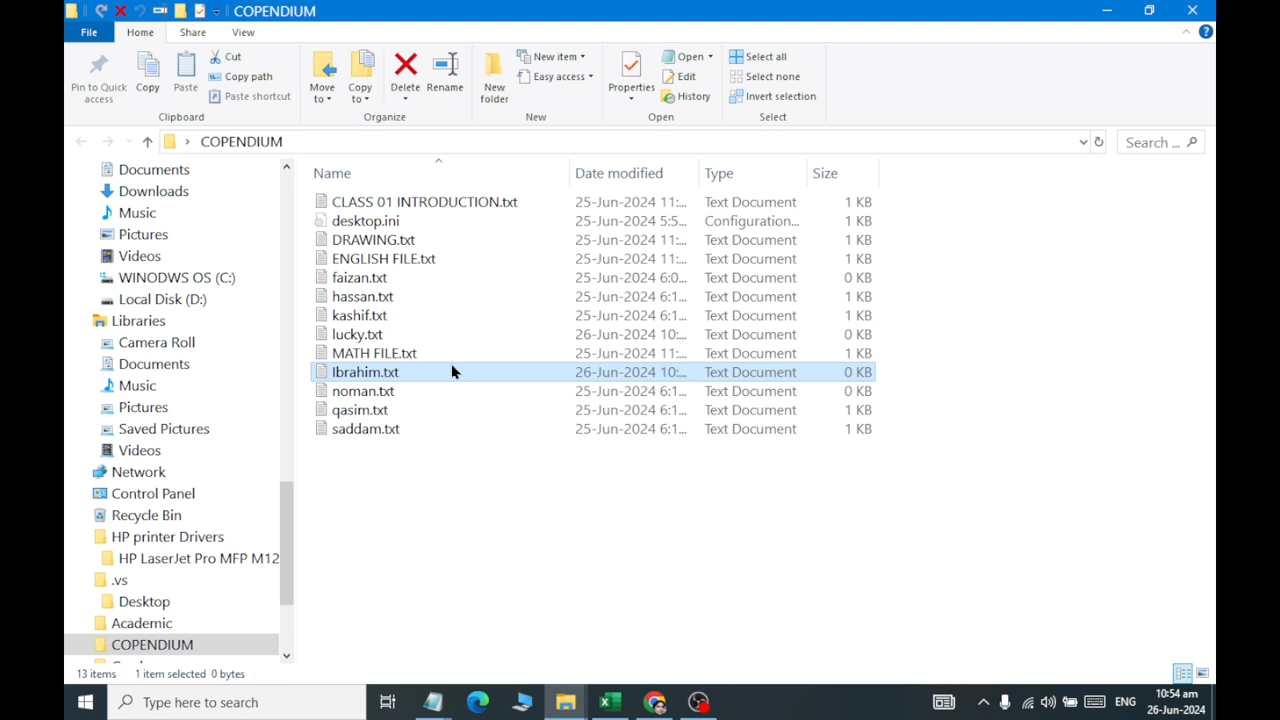 COPENDIUM
File
Home
Share
View
Pin to Quick access
Copy
Paste
Cut
Copy path
Paste shortcut
Clipboard
Move to
Copy to
Delete
Rename
Organize
New folder
New item
Easy access
New
Properties
Open
Edit
History
Open
Select all
Select none
Invert selection
Select
COPENDIUM
Search ...
Documents
Downloads
Music
Pictures
Videos
WINODWS OS (C:)
Local Disk (D:)
Libraries
Camera Roll
Documents
Music
Pictures
Saved Pictures
Videos
Network
Control Panel
Recycle Bin
HP printer Drivers
HP LaserJet Pro MFP M12
.vs
Desktop
Academic
COPENDIUM
Name Date modified Type Size
CLASS 01 INTRODUCTION.txt 25-Jun-2024 11:... Text Document 1 KB
desktop.ini 25-Jun-2024 5:5... Configuration... 1 KB
DRAWING.txt 25-Jun-2024 11:... Text Document 1 KB
ENGLISH FILE.txt 25-Jun-2024 11:... Text Document 1 KB
faizan.txt 25-Jun-2024 6:0... Text Document 0 KB
hassan.txt 25-Jun-2024 6:1... Text Document 1 KB
kashif.txt 25-Jun-2024 6:1... Text Document 1 KB
lucky.txt 26-Jun-2024 10:... Text Document 0 KB
MATH FILE.txt 25-Jun-2024 11:... Text Document 1 KB
Ibrahim.txt 26-Jun-2024 10:... Text Document 0 KB
noman.txt 25-Jun-2024 6:1... Text Document 0 KB
qasim.txt 25-Jun-2024 6:1... Text Document 1 KB
saddam.txt 25-Jun-2024 6:1... Text Document 1 KB
13 items 1 item selected 0 bytes
Type here to search
ENG
10:54 am
26-Jun-2024